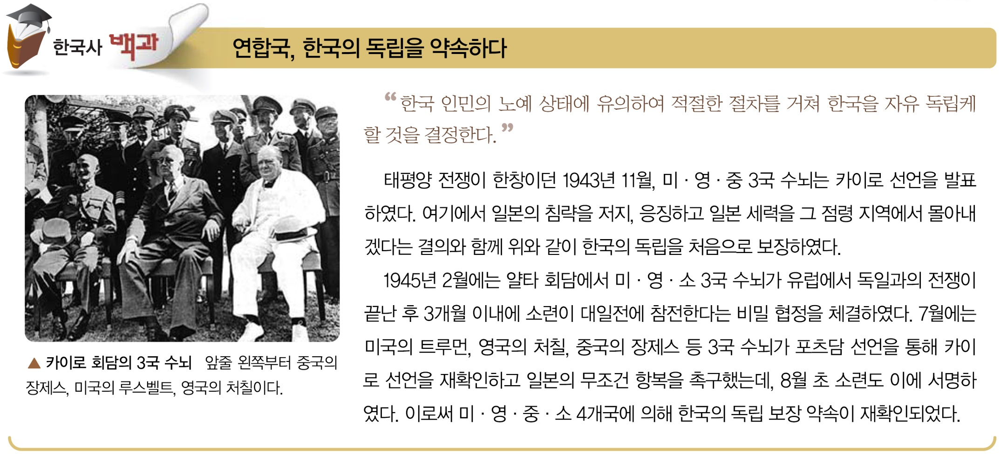 한국사 백과
연합국, 한국의 독립을 약속하다
“한국 인민의 노예 상태에 유의하여 적절한 절차를 거쳐 한국을 자유 독립케
할 것을 결정한다.”
태평양 전쟁이 한창이던 1943년 11월, 미·영·중 3국 수뇌는 카이로 선언을 발표
하였다. 여기에서 일본의 침략을 저지, 응징하고 일본 세력을 그 점령 지역에서 몰아내
겠다는 결의와 함께 위와 같이 한국의 독립을 처음으로 보장하였다.
1945년 2월에는 얄타 회담에서 미·영·소 3국 수뇌가 유럽에서 독일과의 전쟁이
끝난 후 3개월 이내에 소련이 대일전에 참전한다는 비밀 협정을 체결하였다. 7월에는
미국의 트루먼, 영국의 처칠, 중국의 장제스 등 3국 수뇌가 포츠담 선언을 통해 카이
로 선언을 재확인하고 일본의 무조건 항복을 촉구했는데, 8월 초 소련도 이에 서명하
였다. 이로써 미·영·중·소 4개국에 의해 한국의 독립 보장 약속이 재확인되었다.
▲ 카이로 회담의 3국 수뇌 앞줄 왼쪽부터 중국의
장제스, 미국의 루스벨트, 영국의 처칠이다.